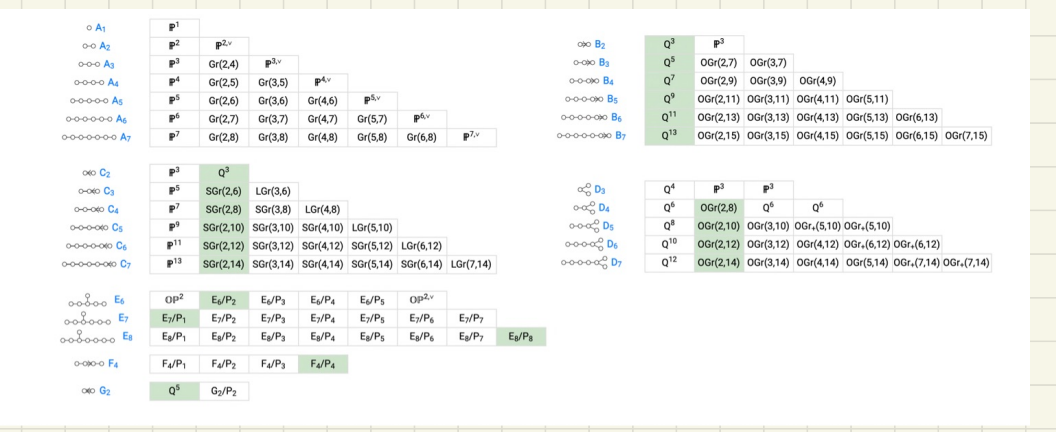 A₁ ℙ¹
A₂ ℙ² ℙ²,ᵛ
A₃ ℙ³ Gr(2,4) ℙ³,ᵛ
A₄ ℙ⁴ Gr(2,5) Gr(3,5) ℙ⁴,ᵛ
A₅ ℙ⁵ Gr(2,6) Gr(3,6) Gr(4,6) ℙ⁵,ᵛ
A₆ ℙ⁶ Gr(2,7) Gr(3,7) Gr(4,7) Gr(5,7) ℙ⁶,ᵛ
A₇ ℙ⁷ Gr(2,8) Gr(3,8) Gr(4,8) Gr(5,8) Gr(6,8) ℙ⁷,ᵛ
B₂ Q³ ℙ³
B₃ Q⁵ OGr(2,7) OGr(3,7)
B₄ Q⁷ OGr(2,9) OGr(3,9) OGr(4,9)
B₅ Q⁹ OGr(2,11) OGr(3,11) OGr(4,11) OGr(5,11)
B₆ Q¹¹ OGr(2,13) OGr(3,13) OGr(4,13) OGr(5,13) OGr(6,13)
B₇ Q¹³ OGr(2,15) OGr(3,15) OGr(4,15) OGr(5,15) OGr(6,15) OGr(7,15)
C₂ ℙ³ Q³
C₃ ℙ⁵ SGr(2,6) LGr(3,6)
C₄ ℙ⁷ SGr(2,8) SGr(3,8) LGr(4,8)
C₅ ℙ⁹ SGr(2,10) SGr(3,10) SGr(4,10) LGr(5,10)
C₆ ℙ¹¹ SGr(2,12) SGr(3,12) SGr(4,12) SGr(5,12) LGr(6,12)
C₇ ℙ¹³ SGr(2,14) SGr(3,14) SGr(4,14) SGr(5,14) SGr(6,14) LGr(7,14)
D₃ Q⁴ ℙ³ ℙ³
D₄ Q⁶ OGr(2,8) Q⁶ Q⁶
D₅ Q⁸ OGr(2,10) OGr(3,10) OGr₊(5,10) OGr₊(5,10)
D₆ Q¹⁰ OGr(2,12) OGr(3,12) OGr(4,12) OGr₊(6,12) OGr₊(6,12)
D₇ Q¹² OGr(2,14) OGr(3,14) OGr(4,14) OGr(5,14) OGr₊(7,14) OGr₊(7,14)
E₆ 𝕆ℙ² E₆/P₂ E₆/P₃ E₆/P₄ E₆/P₅ 𝕆ℙ²,ᵛ
E₇ E₇/P₁ E₇/P₂ E₇/P₃ E₇/P₄ E₇/P₅ E₇/P₆ E₇/P₇
E₈ E₈/P₁ E₈/P₂ E₈/P₃ E₈/P₄ E₈/P₅ E₈/P₆ E₈/P₇ E₈/P₈
F₄ F₄/P₁ F₄/P₂ F₄/P₃ F₄/P₄
G₂ Q⁵ G₂/P₂